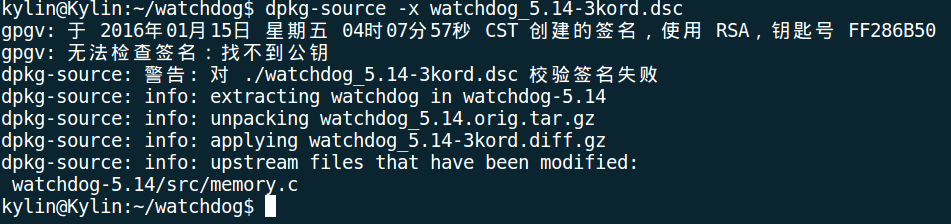 kylin@Kylin:~/watchdog$ dpkg-source -x watchdog_5.14-3kord.dsc
gpgv: 于 2016年01月15日 星期五 04时07分57秒 CST 创建的签名，使用 RSA，钥匙号 FF286B50
gpgv: 无法检查签名：找不到公钥
dpkg-source: 警告: 对 ./watchdog_5.14-3kord.dsc 校验签名失败
dpkg-source: info: extracting watchdog in watchdog-5.14
dpkg-source: info: unpacking watchdog_5.14.orig.tar.gz
dpkg-source: info: applying watchdog_5.14-3kord.diff.gz
dpkg-source: info: upstream files that have been modified:
 watchdog-5.14/src/memory.c
kylin@Kylin:~/watchdog$